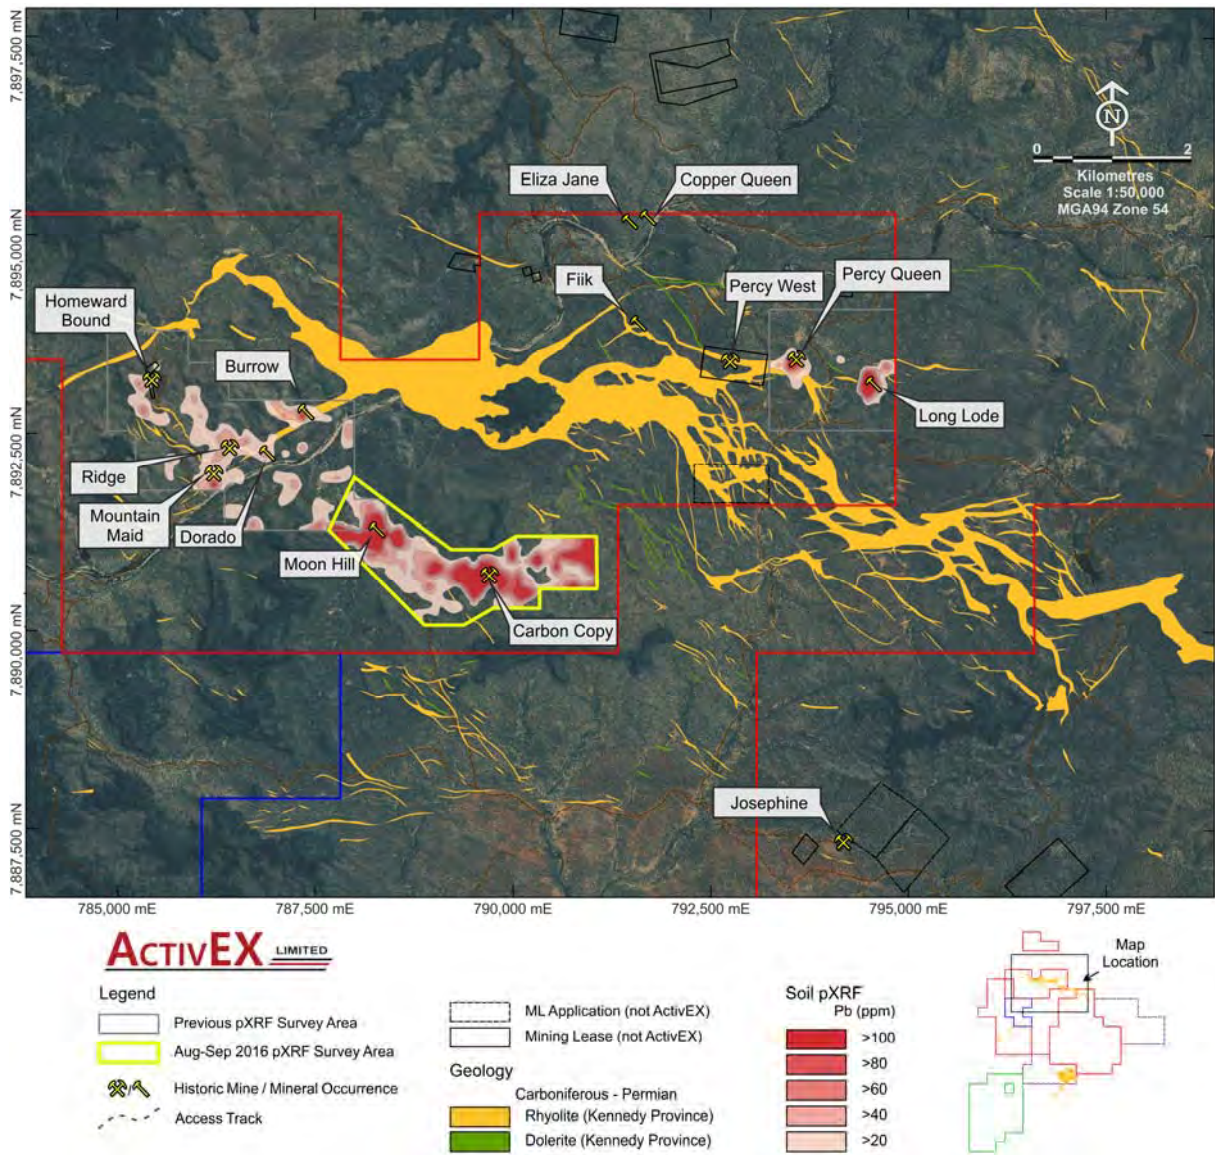 7,897,500 mN
7,895,000 mN
7,892,500 mN
7,890,000 mN
7,887,500 mN
N
0 2
Kilometres
Scale 1:50,000
MGA94 Zone 54
Eliza Jane
Copper Queen
Fiik
Percy West
Percy Queen
Homeward
Bound
Burrow
Long Lode
Ridge
Mountain
Maid
Dorado
Moon Hill
Carbon Copy
Josephine
785,000 mE
787,500 mE
790,000 mE
792,500 mE
795,000 mE
797,500 mE
ACTIVEX LIMITED
Legend
Previous pXRF Survey Area
Aug-Sep 2016 pXRF Survey Area
Historic Mine / Mineral Occurrence
Access Track
ML Application (not ActivEX)
Mining Lease (not ActivEX)
Geology
Carboniferous - Permian
Rhyolite (Kennedy Province)
Dolerite (Kennedy Province)
Soil pXRF
Pb (ppm)
>100
>80
>60
>40
>20
Map
Location